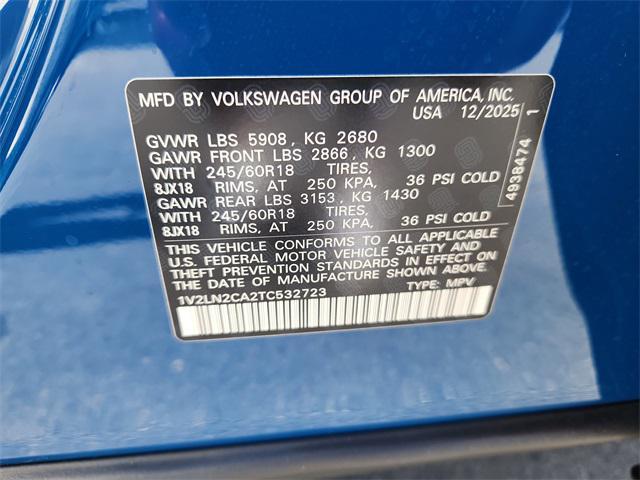 MFD BY VOLKSWAGEN GROUP OF AMERICA, INC.
USA 12/2025
GVWR LBS 5908, KG 2680
GAWR FRONT LBS 2866, KG 1300
WITH 245/60R18 TIRES,
8JX18 RIMS, AT 250 KPA, 36 PSI COLD
GAWR REAR LBS 3153, KG 1430
WITH 245/60R18 TIRES,
8JX18 RIMS, AT 250 KPA, 36 PSI COLD
THIS VEHICLE CONFORMS TO ALL APPLICABLE
U.S. FEDERAL MOTOR VEHICLE SAFETY AND
THEFT PREVENTION STANDARDS IN EFFECT ON
THE DATE OF MANUFACTURE SHOWN ABOVE
1V2LN2CA2TC532723 TYPE: MPV
4938474 1